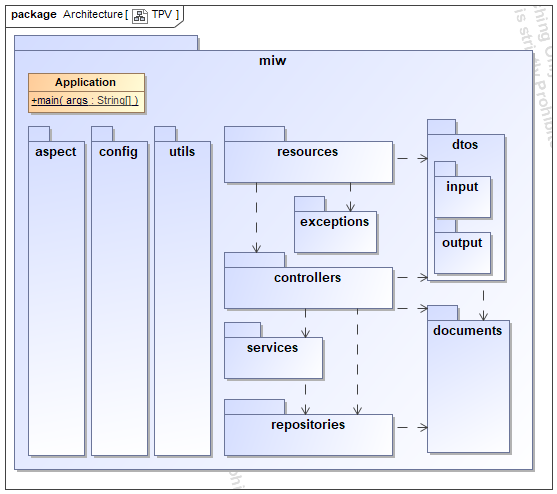 package Architecture [ TPV ]
miw
Application
+main( args : String[] )
aspect
config
utils
resources
dtos
input
exceptions
output
controllers
documents
services
repositories